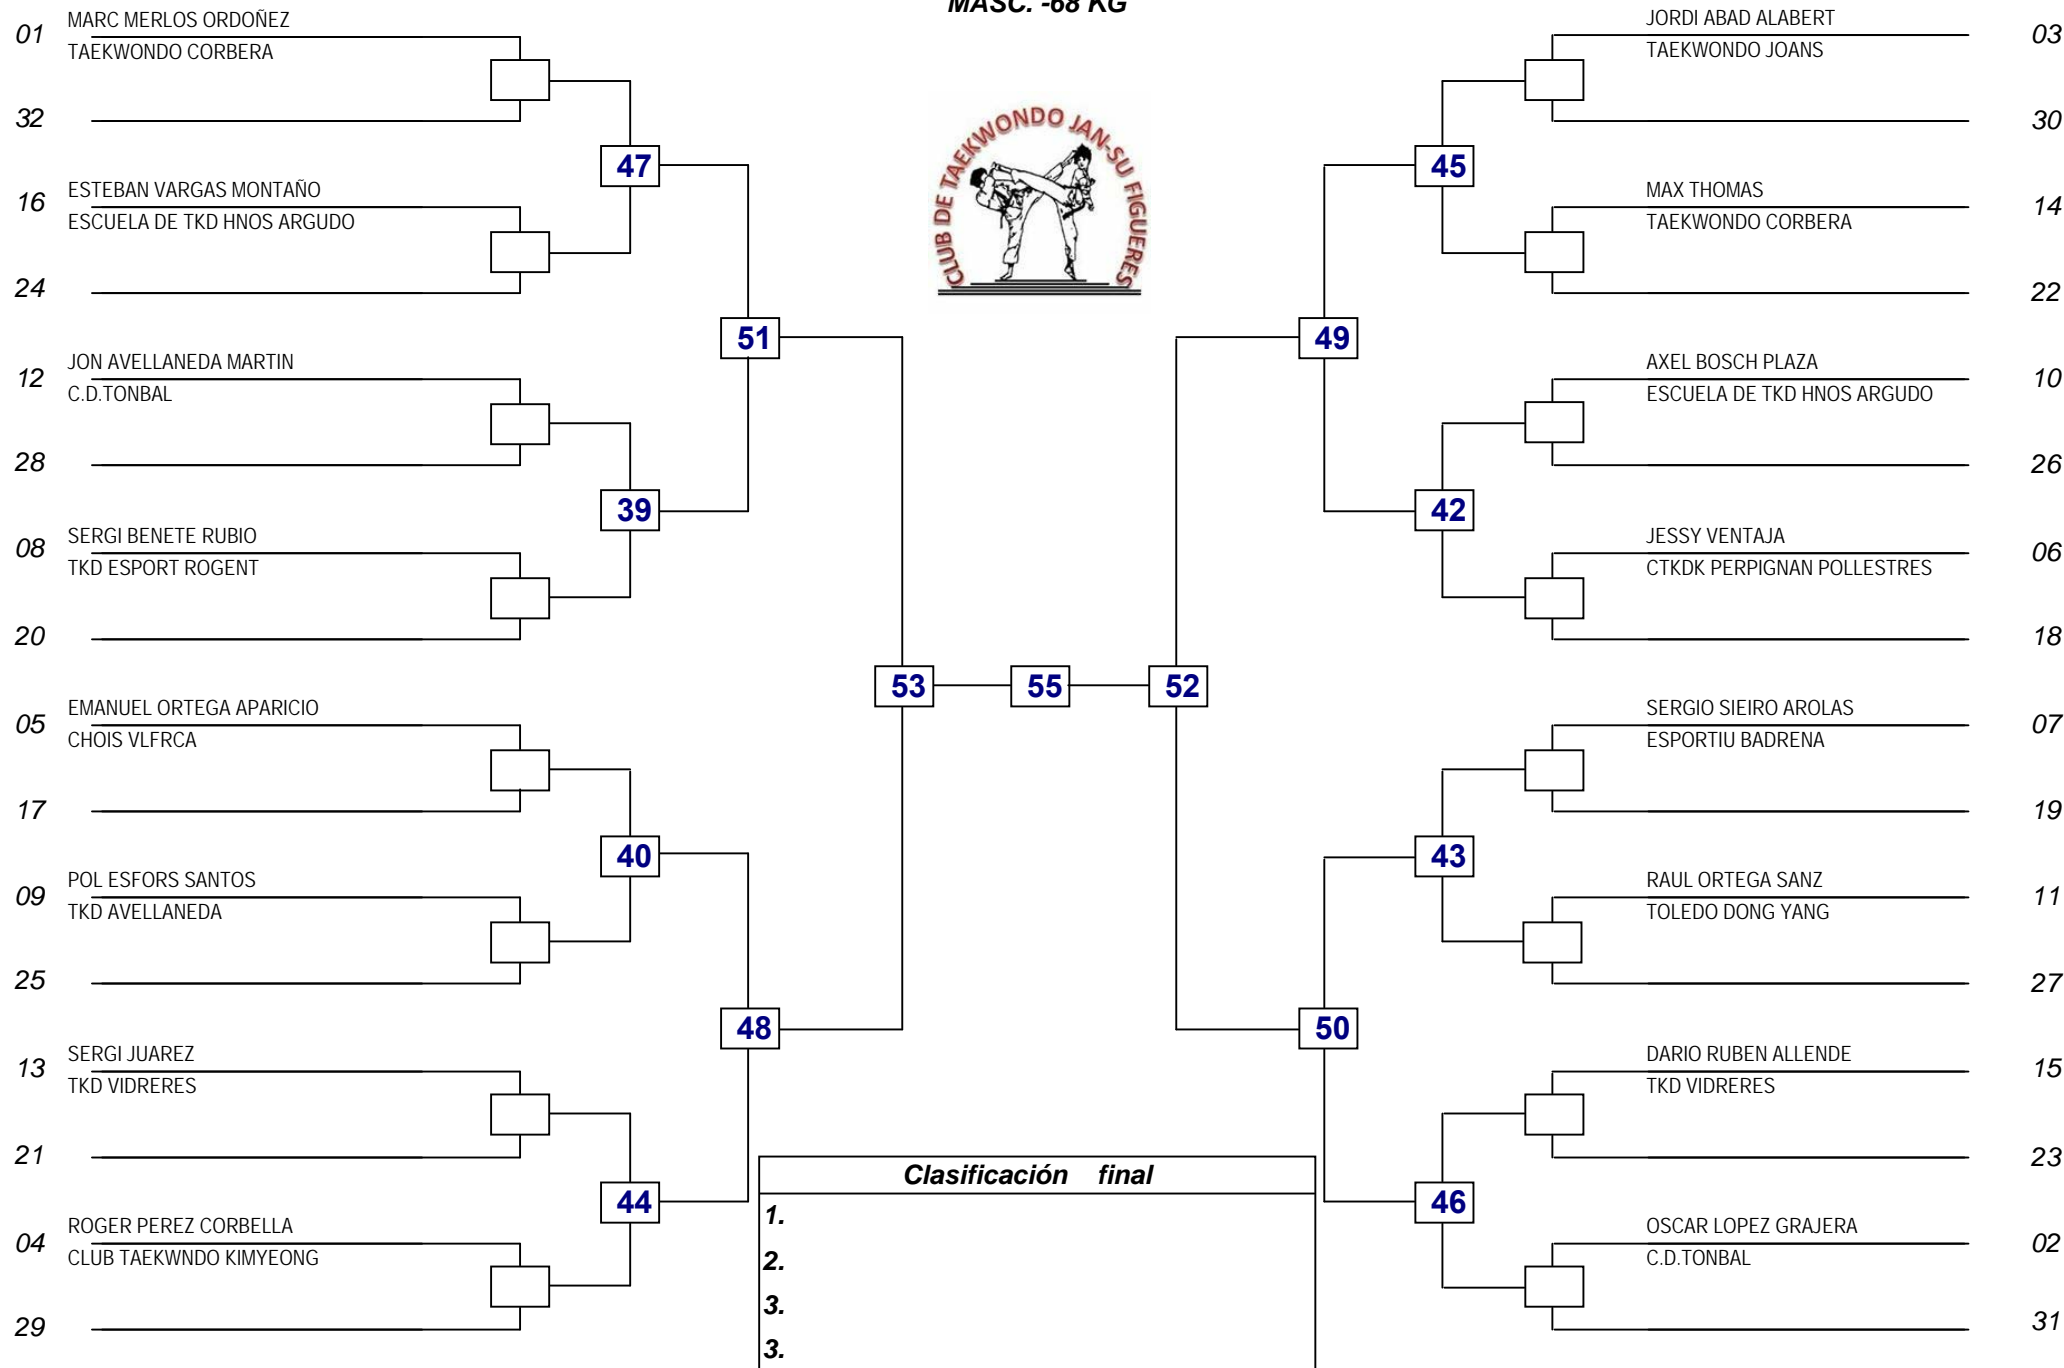 MASC. -68 KG
01
MARC MERLOS ORDOÑEZ
TAEKWONDO CORBERA
32
16
ESTEBAN VARGAS MONTAÑO
ESCUELA DE TKD HNOS ARGUDO
24
12
JON AVELLANEDA MARTIN
C.D.TONBAL
28
08
SERGI BENETE RUBIO
TKD ESPORT ROGENT
20
05
EMANUEL ORTEGA APARICIO
CHOIS VLFRCA
17
09
POL ESFORS SANTOS
TKD AVELLANEDA
25
13
SERGI JUAREZ
TKD VIDRERES
21
04
ROGER PEREZ CORBELLA
CLUB TAEKWNDO KIMYEONG
29
47
39
40
44
51
48
53
55
52
49
50
45
42
43
46
CLUB DE TAEKWONDO JAN-SU FIGUERES
JORDI ABAD ALABERT
03
TAEKWONDO JOANS
30
MAX THOMAS
14
TAEKWONDO CORBERA
22
AXEL BOSCH PLAZA
10
ESCUELA DE TKD HNOS ARGUDO
26
JESSY VENTAJA
06
CTKDK PERPIGNAN POLLESTRES
18
SERGIO SIEIRO AROLAS
07
ESPORTIU BADRENA
19
RAUL ORTEGA SANZ
11
TOLEDO DONG YANG
27
DARIO RUBEN ALLENDE
15
TKD VIDRERES
23
OSCAR LOPEZ GRAJERA
02
C.D.TONBAL
31
Clasificación final
1.
2.
3.
3.